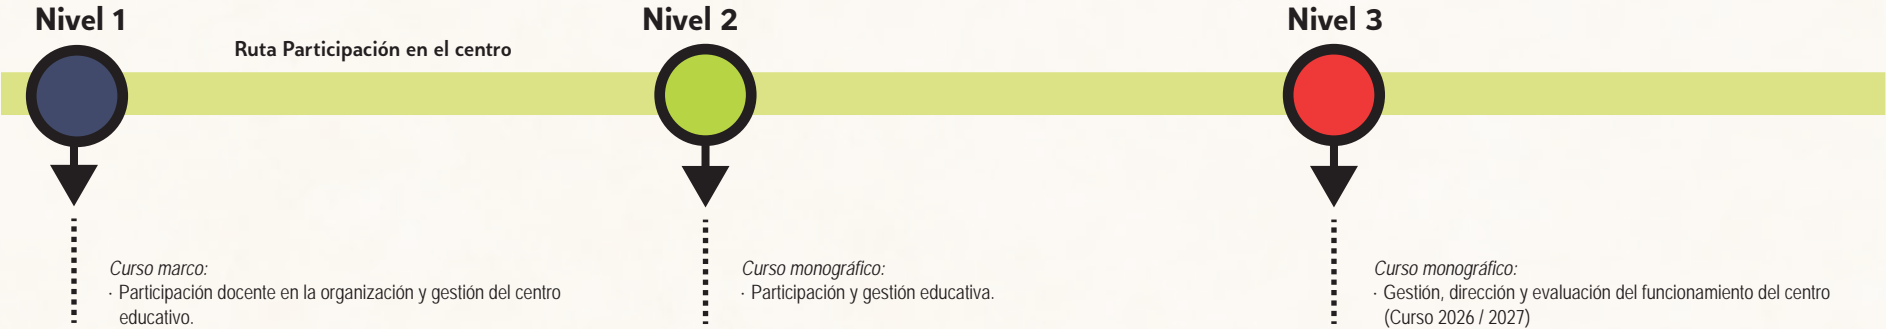 Nivel 1
Nivel 2
Nivel 3
Ruta Participación en el centro
Curso marco:
· Participación docente en la organización y gestión del centro
educativo.
Curso monográfico:
· Participación y gestión educativa.
Curso monográfico:
· Gestión, dirección y evaluación del funcionamiento del centro
(Curso 2026 / 2027)